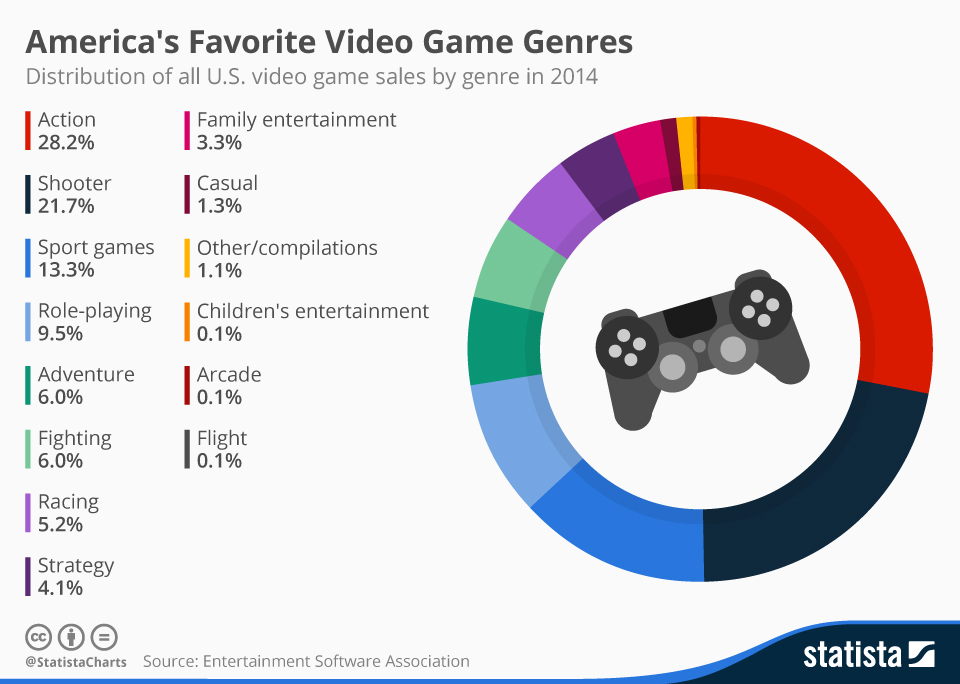 America's Favorite Video Game Genres
Distribution of all U.S. video game sales by genre in 2014
Action
28.2%
Shooter
21.7%
Sport games
13.3%
Role-playing
9.5%
Adventure
6.0%
Fighting
6.0%
Racing
5.2%
Strategy
4.1%
Family entertainment
3.3%
Casual
1.3%
Other/compilations
1.1%
Children's entertainment
0.1%
Arcade
0.1%
Flight
0.1%
cc
@StatistaCharts
Source: Entertainment Software Association
statista